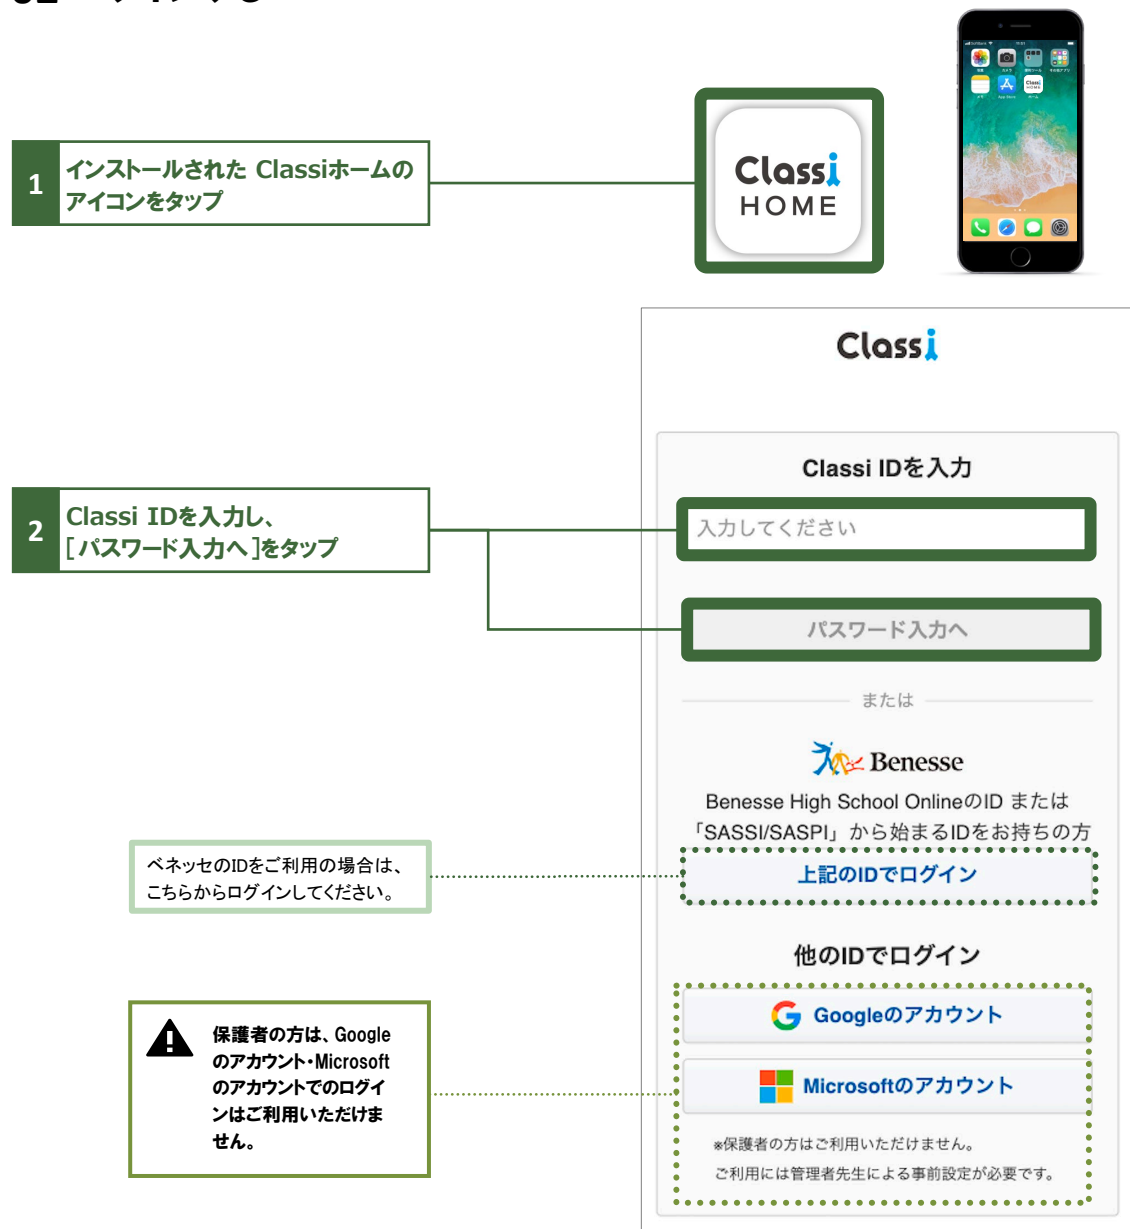 1
インストールされた Classiホームの
アイコンをタップ
Classi
HOME
Classi
Classi IDを入力
2
Classi IDを入力し、
[パスワード入力へ]をタップ
入力してください
パスワード入力へ
または
Benesse
Benesse High School OnlineのID または
「SASSI/SASPI」から始まるIDをお持ちの方
ベネッセのIDをご利用の場合は、
こちらからログインしてください。
上記のIDでログイン
他のIDでログイン
Googleのアカウント
Microsoftのアカウント
保護者の方は、Google
のアカウント・Microsoft
のアカウントでのログイ
ンはご利用いただけま
せん。
※保護者の方はご利用いただけません。
ご利用には管理者先生による事前設定が必要です。